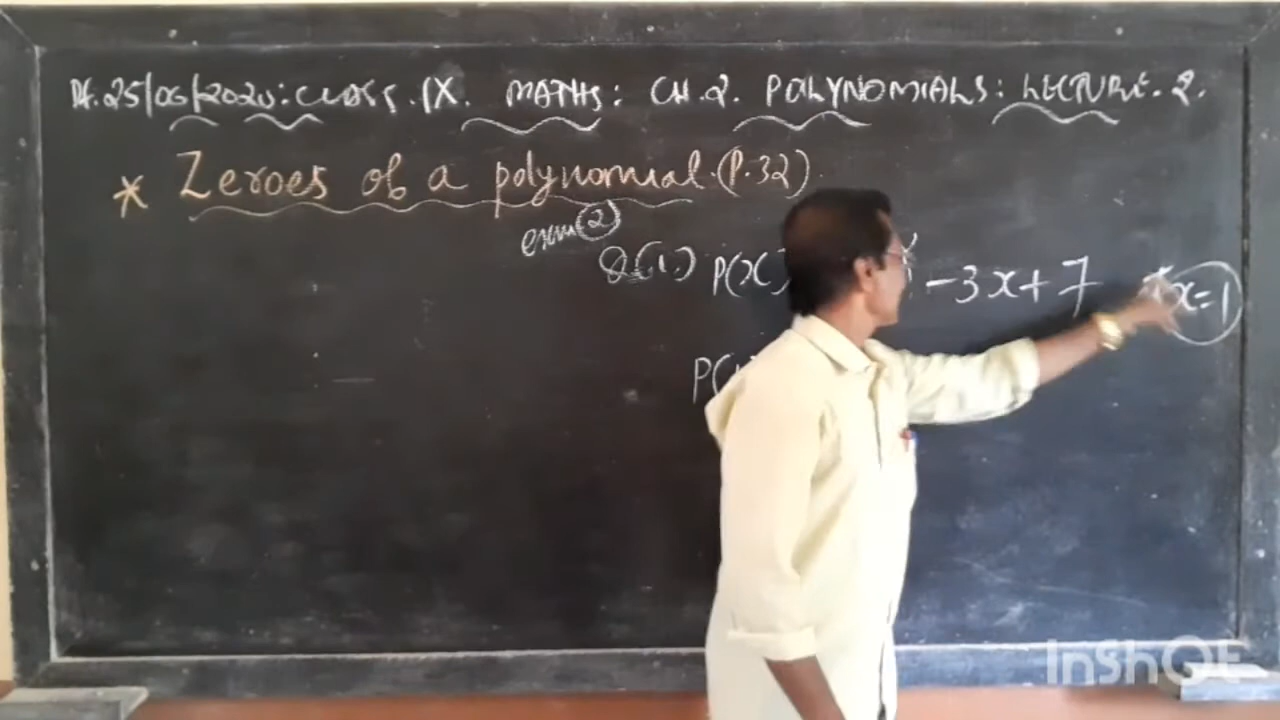 Dt. 25/06/2020: CLASS. IX. MATHS: CH. 2. POLYNOMIALS: LECTURE. 2.
* Zeroes of a polynomial. (P. 32)
exm (2)
Q(1) P(x) -3x+7 x=1
P(
InShOt